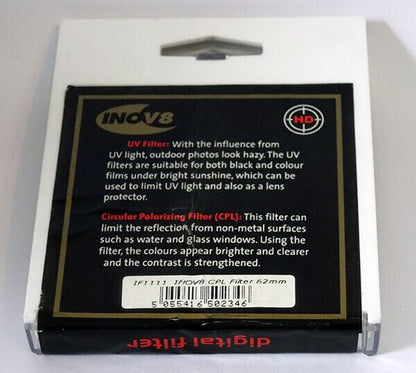 INOV8
HD
UV Filter: With the influence from
UV light, outdoor photos look hazy. The UV
filters are suitable for both black and colour
films under bright sunshine, which can be
used to limit UV light and also as a lens
protector.
Circular Polarizing Filter (CPL): This filter can
limit the reflection from non-metal surfaces
such as water and glass windows. Using the
filter, the colours appear brighter and clearer
and the contrast is strengthened.
IF1111 INOV8 CPL Filter 62mm
5 055416 502346
digital filter